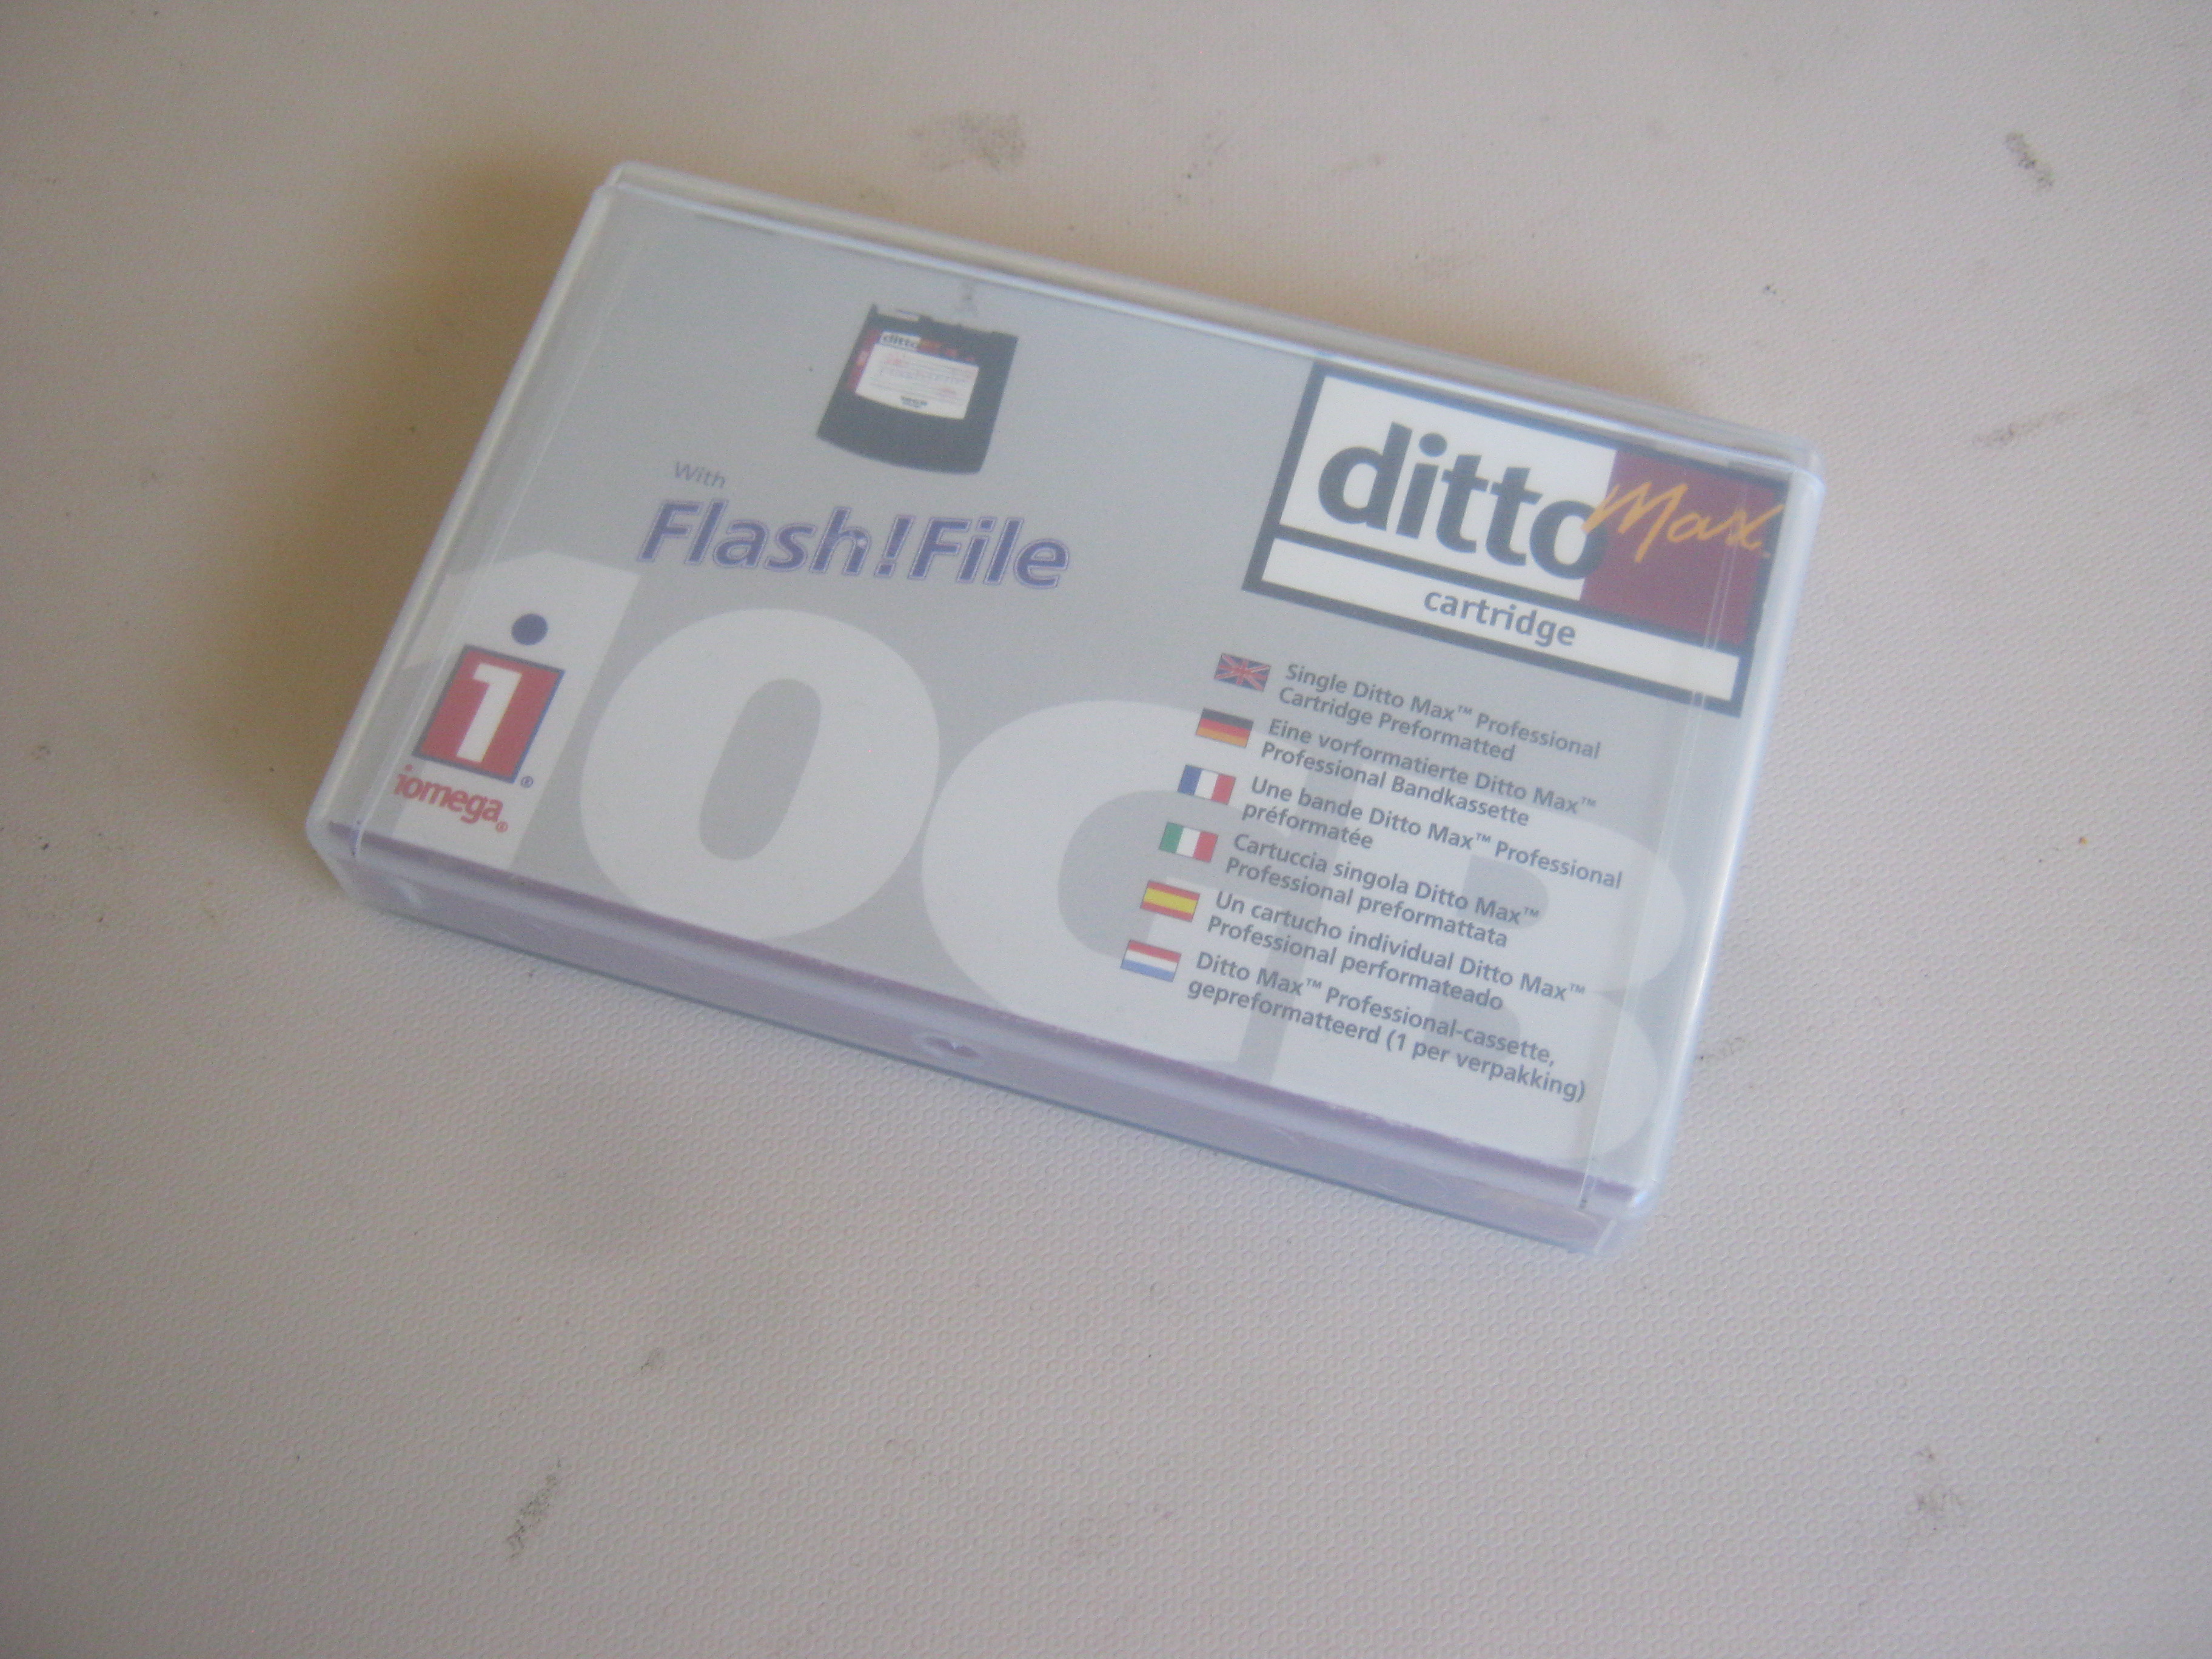 ditto
With
Flash!File
ditto Max
cartridge
10GB
1
iomega
Single Ditto Max™ Professional
Cartridge Preformatted
Eine vorformatierte Ditto Max™
Professional Bandkassette
Une bande Ditto Max™ Professional
préformatée
Cartuccia singola Ditto Max™
Professional preformattata
Un cartucho individual Ditto Max™
Professional performateado
Ditto Max™ Professional-cassette,
gepreformatteerd (1 per verpakking)